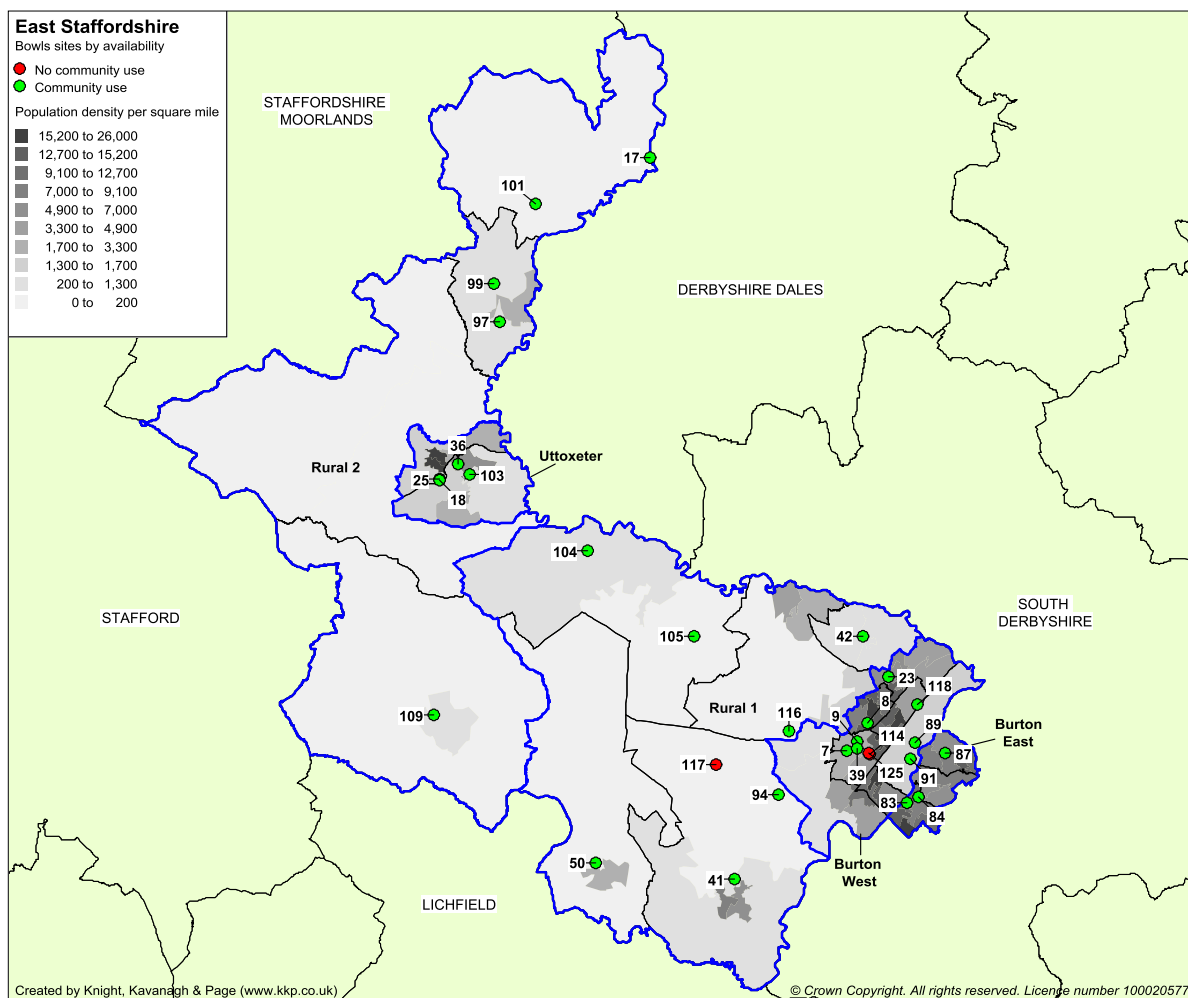 East Staffordshire
Bowls sites by availability
No community use
Community use
Population density per square mile
15,200 to 26,000
12,700 to 15,200
9,100 to 12,700
7,000 to 9,100
4,900 to 7,000
3,300 to 4,900
1,700 to 3,300
1,300 to 1,700
200 to 1,300
0 to 200
STAFFORDSHIRE
MOORLANDS
17
101
99
DERBYSHIRE DALES
97
36
Uttoxeter
Rural 2
103
25
18
104
STAFFORD
SOUTH
DERBYSHIRE
105
42
23
118
8
Rural 1
109
116
9
89
Burton
East
114
7
87
117
39
125
91
94
83
84
Burton
West
50
41
LICHFIELD
Created by Knight, Kavanagh & Page (www.kkp.co.uk)
© Crown Copyright. All rights reserved. Licence number 100020577